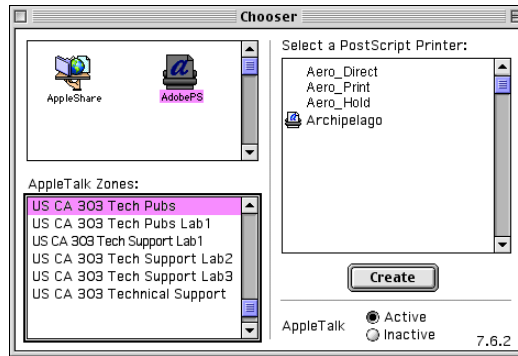 Chooser
AppleShare
AdobePS
AppleTalk Zones:
US CA 303 Tech Pubs
US CA 303 Tech Pubs Lab1
US CA 303 Tech Support Lab1
US CA 303 Tech Support Lab2
US CA 303 Tech Support Lab3
US CA 303 Technical Support
Select a PostScript Printer:
Aero_Direct
Aero_Print
Aero_Hold
Archipelago
Create
AppleTalk
Active
Inactive
7.6.2